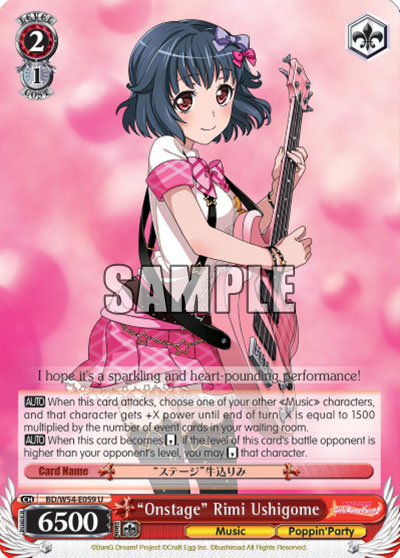 LEVEL
2
1
COST
SAMPLE
I hope it's a sparkling and heart-pounding performance!
AUTO When this card attacks, choose one of your other «Music» characters,
and that character gets +X power until end of turn. X is equal to 1500
multiplied by the number of event cards in your waiting room.
AUTO When this card becomes [ ], if the level of this card's battle opponent is
higher than your opponent's level, you may [ ] that character.
Card Name
“ステージ”牛込りみ
CH
BD/W54-E059 U
“Onstage” Rimi Ushigome
POWER
6500
Music
Poppin'Party
©BanG Dream! Project ©Craft Egg Inc. ©bushiroad All Rights Reserved.